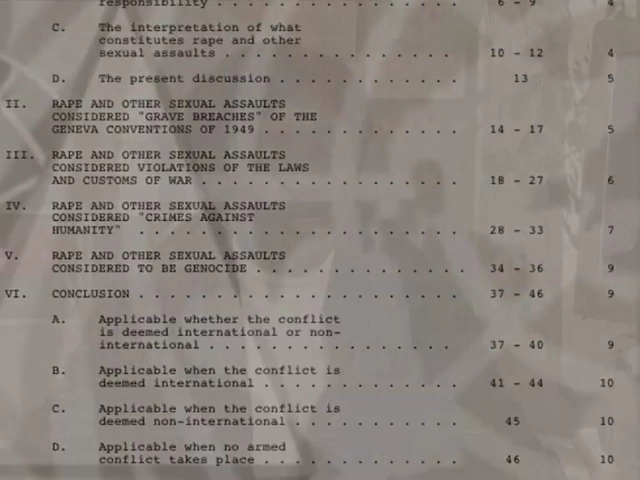 responsibility . . . . . . . . . . . . . . . . 6 - 9 4
C. The interpretation of what
constitutes rape and other
sexual assaults . . . . . . . . . . . . . . . 10 - 12 4
D. The present discussion . . . . . . . . . . . . 13 5
II. RAPE AND OTHER SEXUAL ASSAULTS
CONSIDERED "GRAVE BREACHES" OF THE
GENEVA CONVENTIONS OF 1949 . . . . . . . . . . . . . 14 - 17 5
III. RAPE AND OTHER SEXUAL ASSAULTS
CONSIDERED VIOLATIONS OF THE LAWS
AND CUSTOMS OF WAR . . . . . . . . . . . . . . . . . 18 - 27 6
IV. RAPE AND OTHER SEXUAL ASSAULTS
CONSIDERED "CRIMES AGAINST
HUMANITY" . . . . . . . . . . . . . . . . . . . . . 28 - 33 7
V. RAPE AND OTHER SEXUAL ASSAULTS
CONSIDERED TO BE GENOCIDE . . . . . . . . . . . . . . 34 - 36 9
VI. CONCLUSION . . . . . . . . . . . . . . . . . . . . . 37 - 46 9
A. Applicable whether the conflict
is deemed international or non-
international . . . . . . . . . . . . . . . . 37 - 40 9
B. Applicable when the conflict is
deemed international . . . . . . . . . . . . . 41 - 44 10
C. Applicable when the conflict is
deemed non-international . . . . . . . . . . . 45 10
D. Applicable when no armed
conflict takes place . . . . . . . . . . . . . 46 10